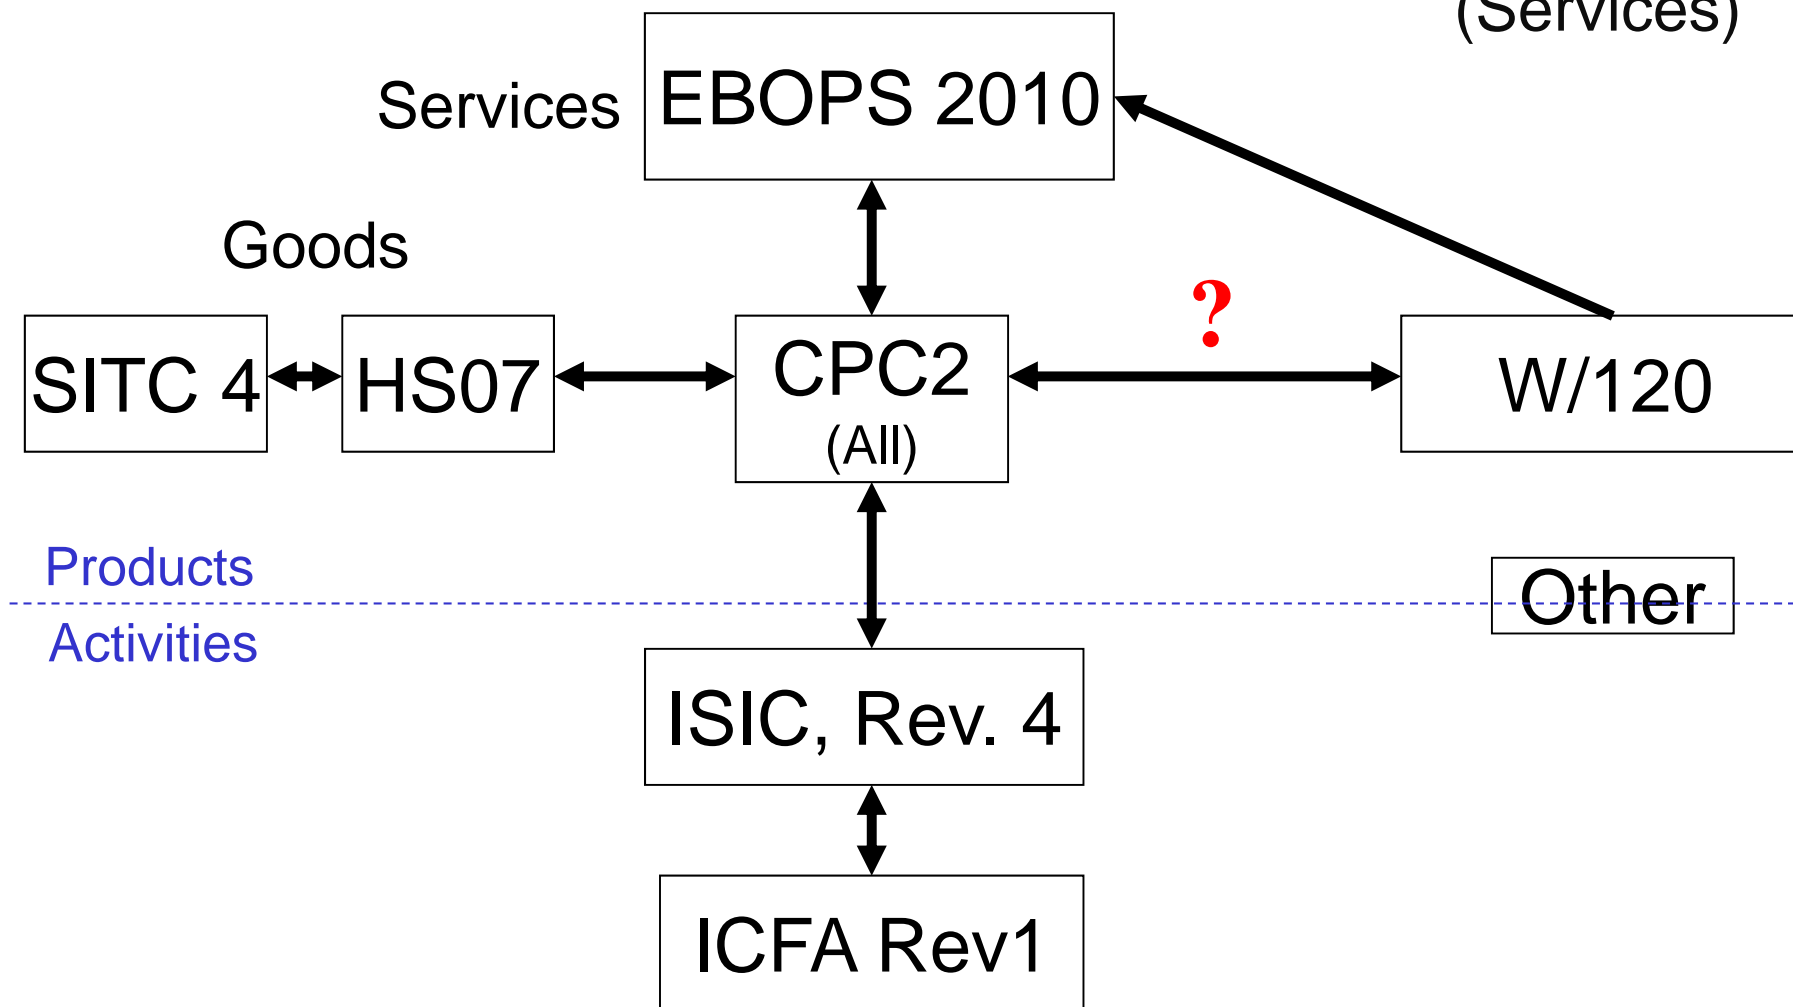 (Services)
Services
EBOPS 2010
Goods
?
SITC 4
HS07
CPC2
(All)
W/120
Products
Other
Activities
ISIC, Rev. 4
ICFA Rev1